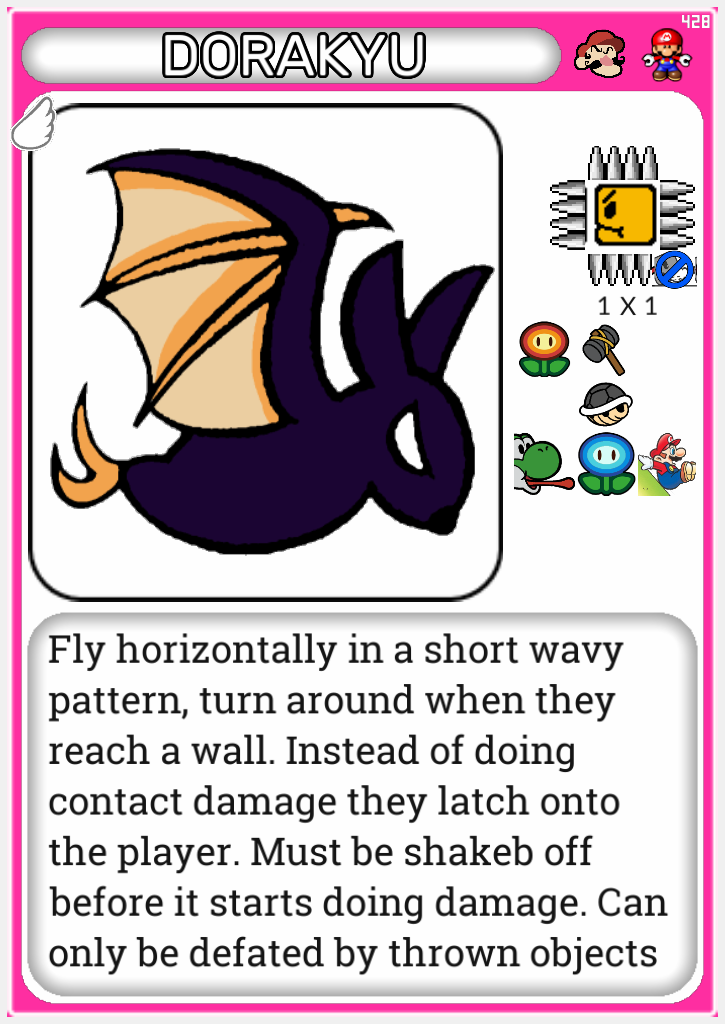 428
DORAKYU
1 X 1
Fly horizontally in a short wavy
pattern, turn around when they
reach a wall. Instead of doing
contact damage they latch onto
the player. Must be shakeb off
before it starts doing damage. Can
only be defated by thrown objects